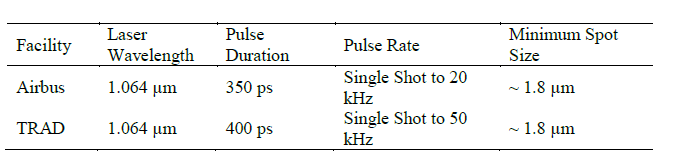 Facility Laser Wavelength Pulse Duration Pulse Rate Minimum Spot Size
Airbus 1.064 µm 350 ps Single Shot to 20 kHz ~ 1.8 µm
TRAD 1.064 µm 400 ps Single Shot to 50 kHz ~ 1.8 µm